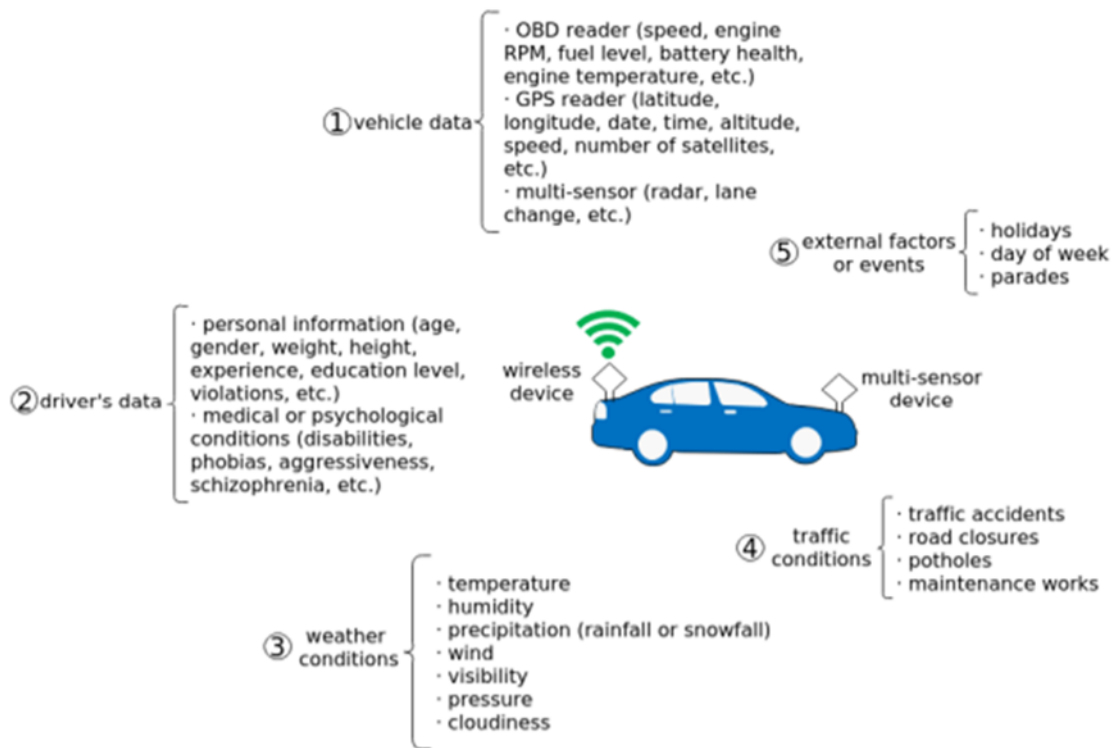 ① vehicle data
· OBD reader (speed, engine
RPM, fuel level, battery health,
engine temperature, etc.)
· GPS reader (latitude,
longitude, date, time, altitude,
speed, number of satellites,
etc.)
· multi-sensor (radar, lane
change, etc.)
⑤ external factors
or events
· holidays
· day of week
· parades
② driver's data
· personal information (age,
gender, weight, height,
experience, education level,
violations, etc.)
· medical or psychological
conditions (disabilities,
phobias, aggressiveness,
schizophrenia, etc.)
wireless
device
multi-sensor
device
④ traffic
conditions
· traffic accidents
· road closures
· potholes
· maintenance works
③ weather
conditions
· temperature
· humidity
· precipitation (rainfall or snowfall)
· wind
· visibility
· pressure
· cloudiness